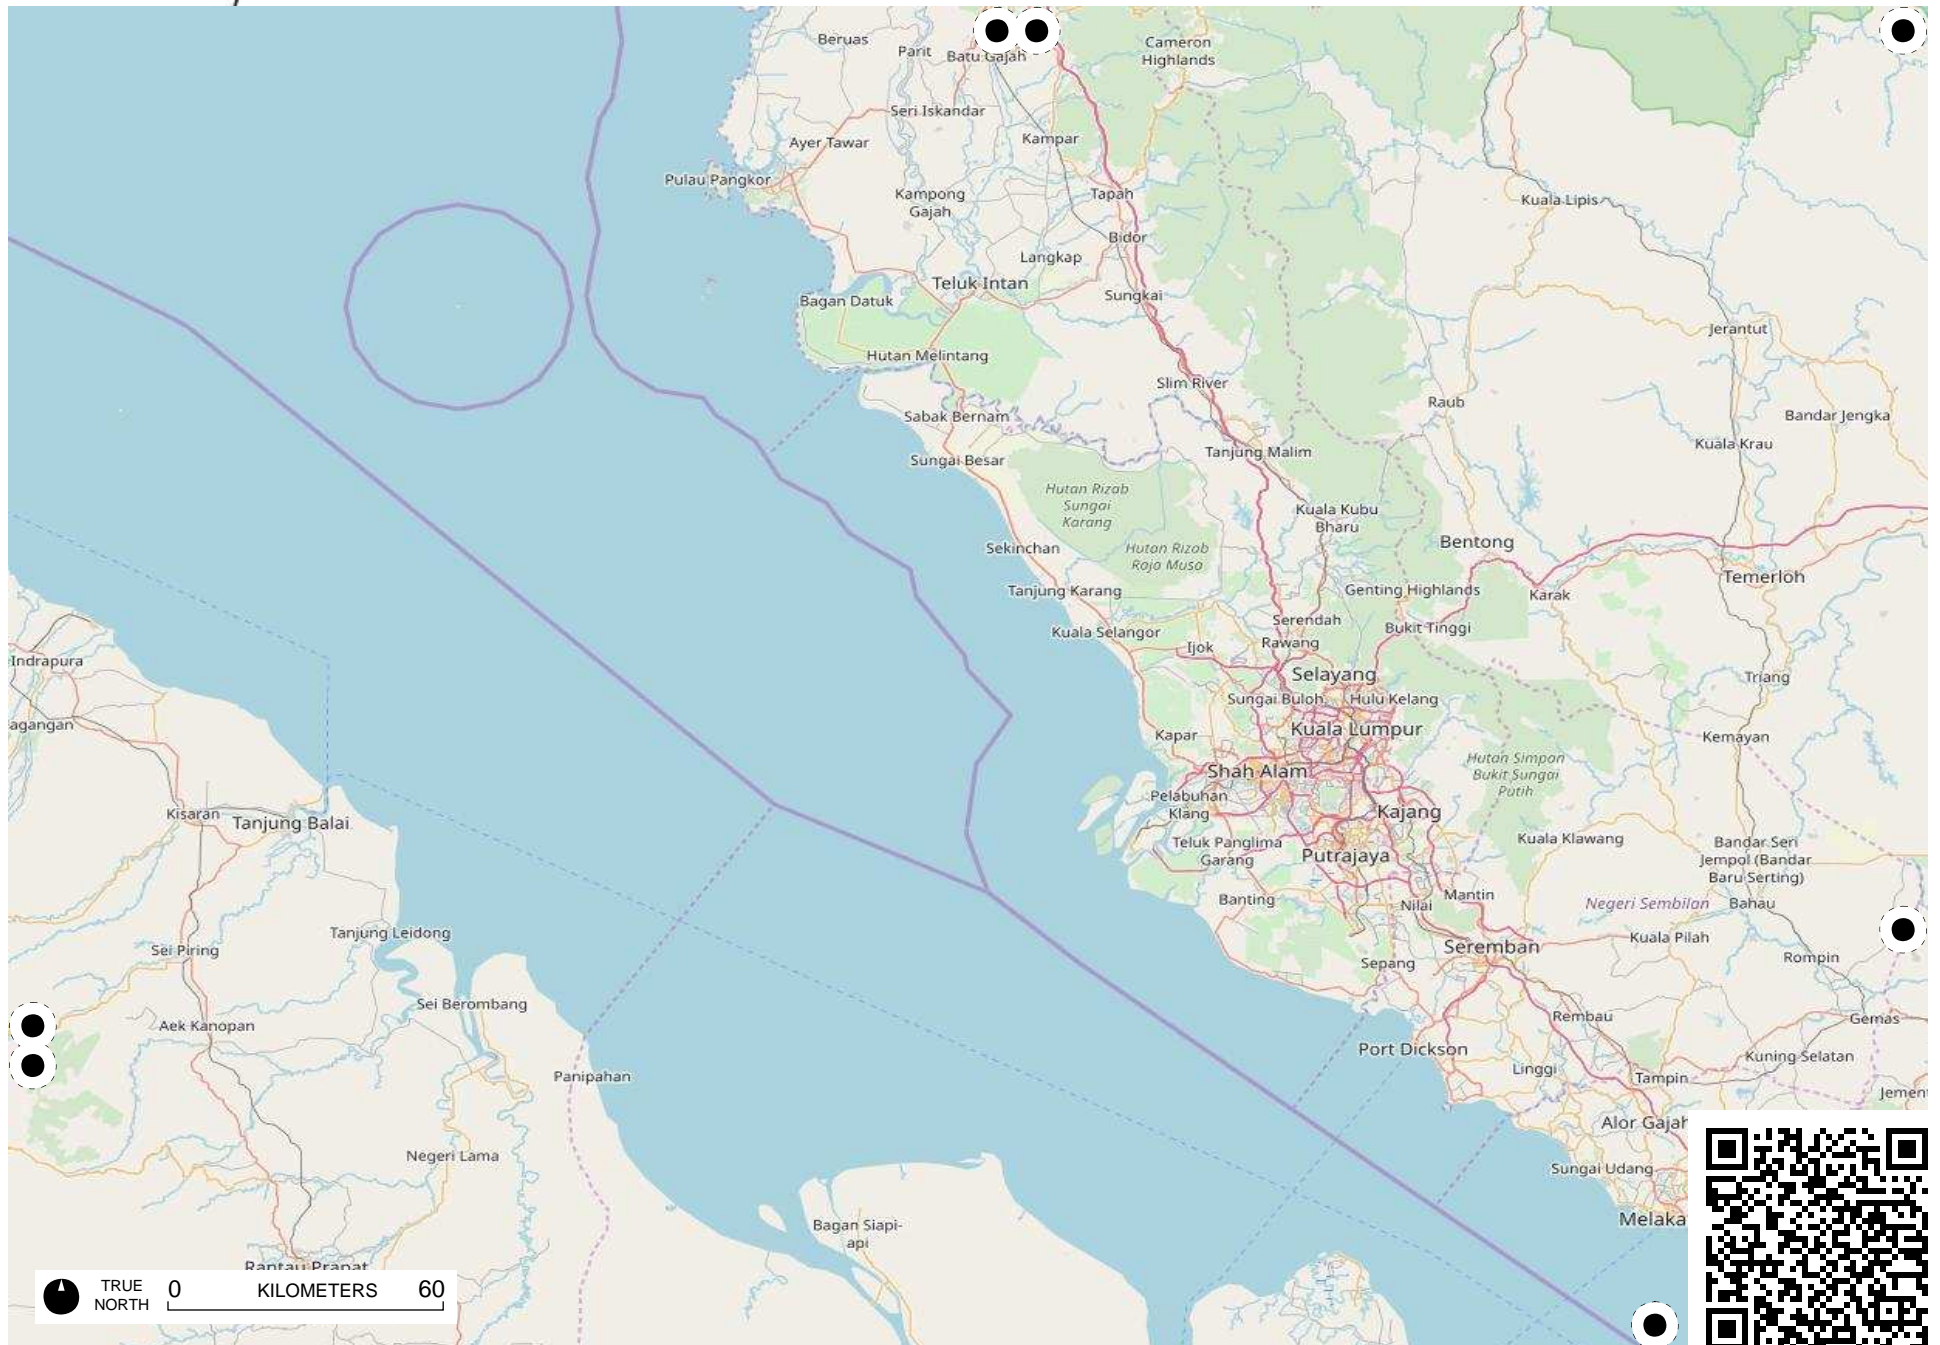 Beruas
Parit
Batu Gajah
Cameron
Highlands
Seri Iskandar
Ayer Tawar
Kampar
Pulau Pangkor
Kampong
Gajah
Tapah
Kuala Lipis
Bidor
Langkap
Teluk Intan
Bagan Datuk
Sungkai
Jerantut
Hutan Melintang
Slim River
Raub
Sabak Bernam
Bandar Jengka
Kuala Krau
Tanjung Malim
Sungai Besar
Hutan Rizab
Sungai
Karang
Kuala Kubu
Bharu
Sekinchan
Hutan Rizab
Raja Musa
Bentong
Temerloh
Tanjung Karang
Genting Highlands
Karak
Kuala Selangor
Serendah
Bukit Tinggi
Ijok
Rawang
Indrapura
Selayang
Triang
Sungai Buloh
Hulu Kelang
agangan
Kuala Lumpur
Kapar
Kemayan
Shah Alam
Hutan Simpan
Bukit Sungai
Putih
Pelabuhan
Klang
Kisaran
Tanjung Balai
Kajang
Teluk Panglima
Garang
Putrajaya
Kuala Klawang
Bandar Seri
Jempol (Bandar
Baru Serting)
Banting
Mantin
Nilai
Negeri Sembilan
Bahau
Tanjung Leidong
Sei Piring
Seremban
Kuala Pilah
Sepang
Rompin
Sei Berombang
Aek Kanopan
Rembau
Gemas
Port Dickson
Kuning Selatan
Panipahan
Linggi
Tampin
Jement
Alor Gajah
Negeri Lama
Sungai Udang
Bagan Siapi-
api
Melaka
Rantau Prapat
TRUE
NORTH
0 KILOMETERS 60